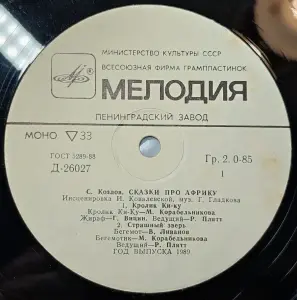 МИНИСТЕРСТВО КУЛЬТУРЫ СССР
ВСЕСОЮЗНАЯ ФИРМА ГРАМПЛАСТИНОК
МЕЛОДИЯ
ЛЕНИНГРАДСКИЙ ЗАВОД
МОНО ▽ 33
ГОСТ 5289-88
Д-26027
Гр. 2. 0-85
1
С. Козлов. СКАЗКИ ПРО АФРИКУ
Инсценировка И. Ковалевской, муз. Г. Гладкова
1. Кролик Ки-ку
Кролик Ки-Ку—М. Корабельникова
Жираф— Г. Вицин. Ведущий— Р. Плятт
2. Страшный зверь
Бегемот— В. Ливанов
Бегемотик— М. Корабельникова
Ведущий— Р. Плятт
ГОД ВЫПУСКА 1989